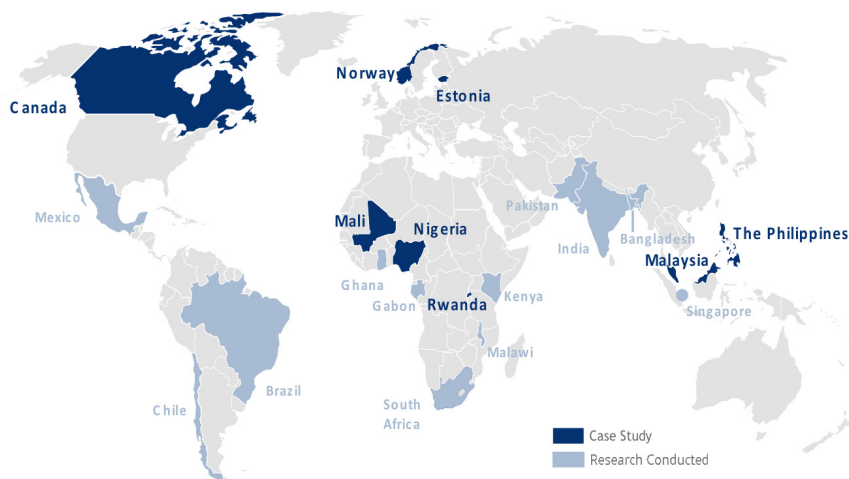 Norway
Estonia
Canada
Mexico
Pakistan
Mali
Nigeria
The Philippines
India
Bangladesh
Malaysia
Ghana
Gabon
Rwanda
Kenya
Singapore
Malawi
Brazil
Chile
South
Africa
Case Study
Research Conducted